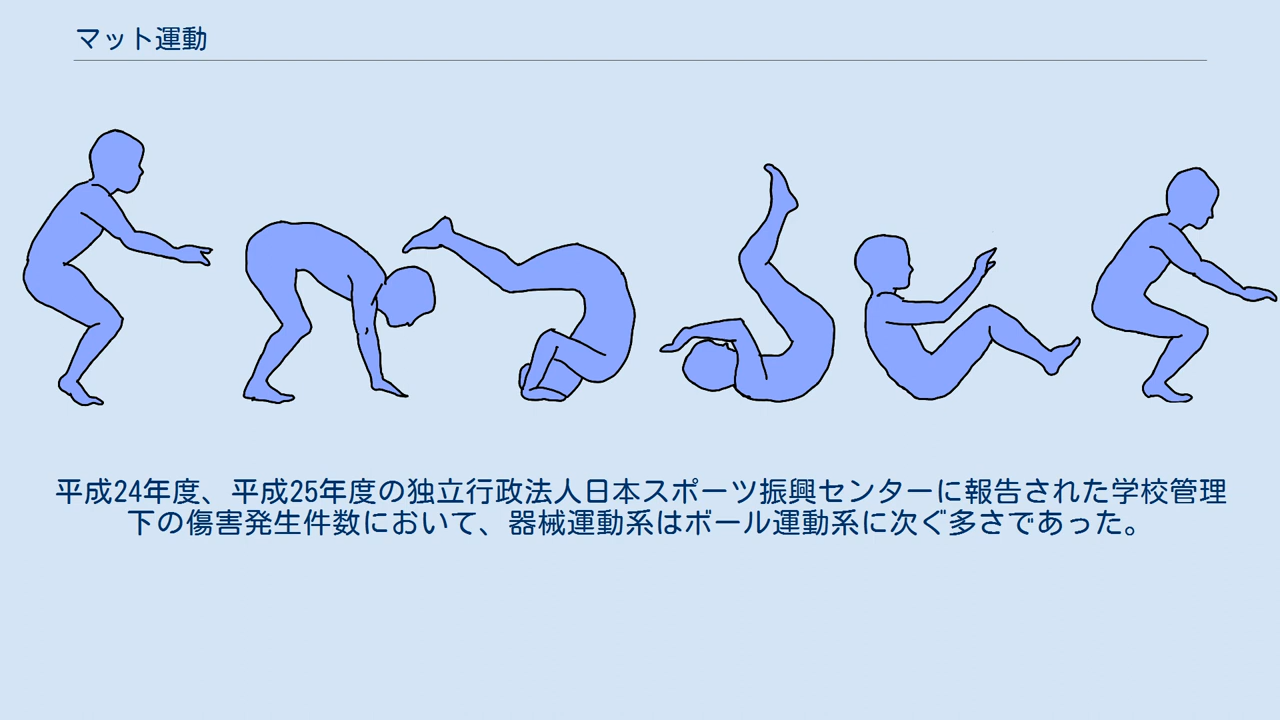 マット運動
平成24年度、平成25年度の独立行政法人日本スポーツ振興センターに報告された学校管理
下の傷害発生件数において、器械運動系はボール運動系に次ぐ多さであった。